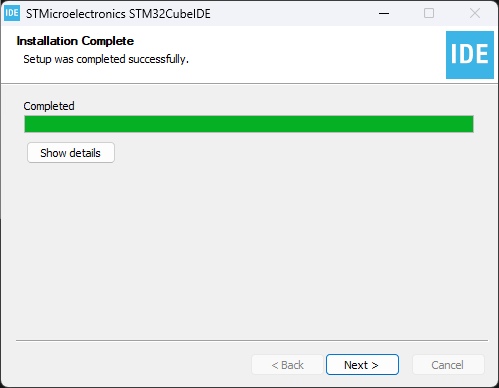 IDE STMicroelectronics STM32CubeIDE
Installation Complete
Setup was completed successfully.
IDE
Completed
Show details
< Back Next > Cancel